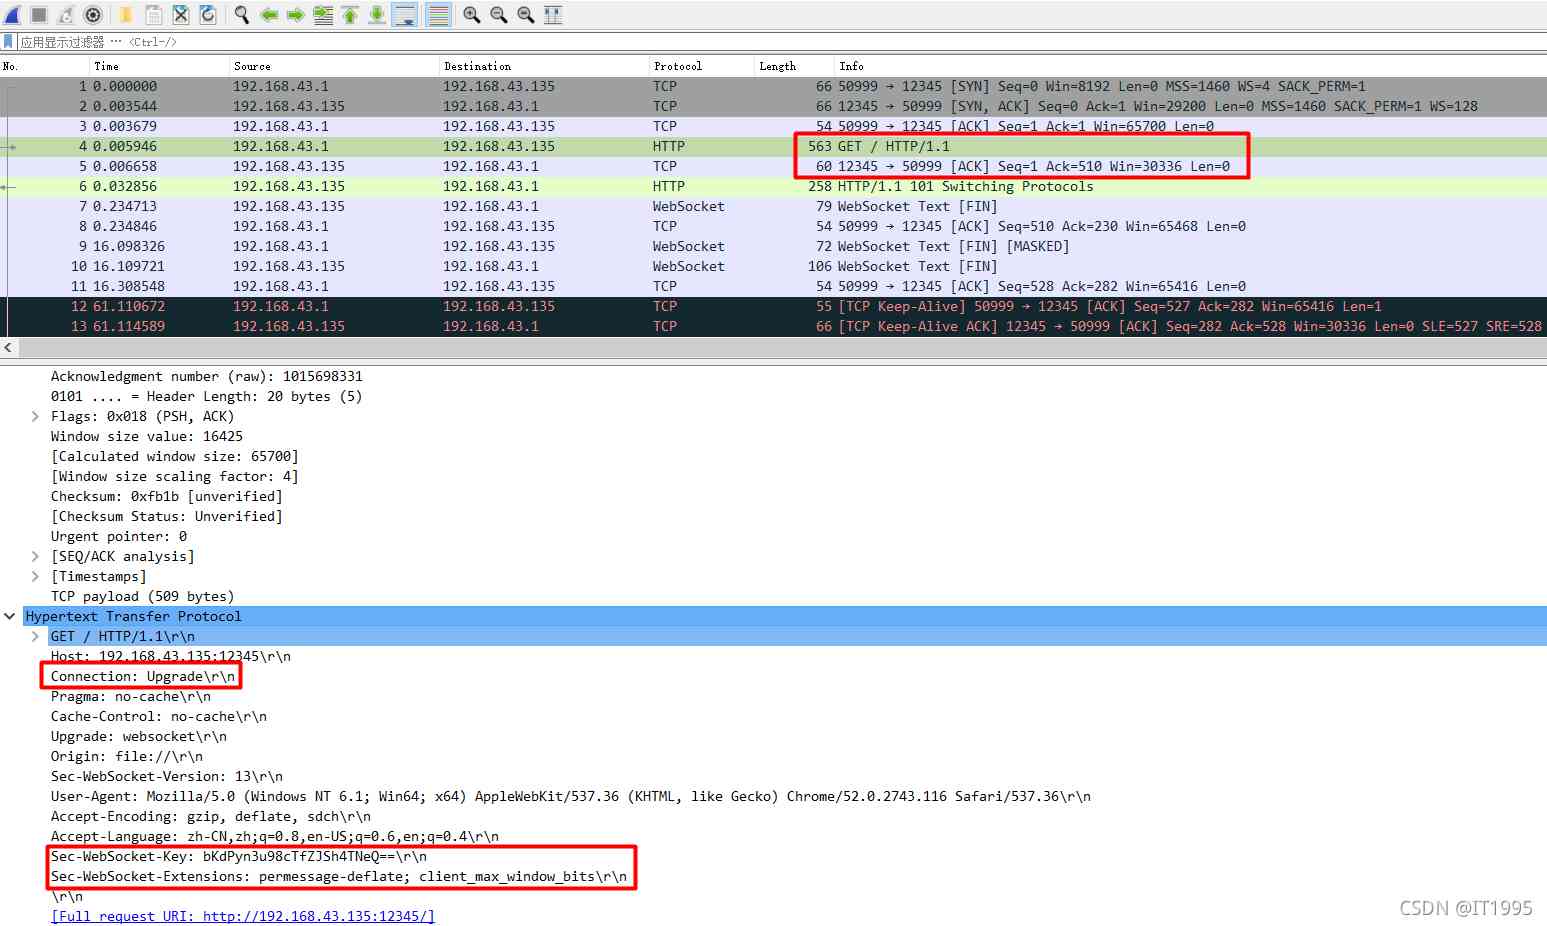 应用显示过滤器 … <Ctrl-/>
No. Time Source Destination Protocol Length Info
1 0.000000 192.168.43.1 192.168.43.135 TCP 66 50999 → 12345 [SYN] Seq=0 Win=8192 Len=0 MSS=1460 WS=4 SACK_PERM=1
2 0.003544 192.168.43.135 192.168.43.1 TCP 66 12345 → 50999 [SYN, ACK] Seq=0 Ack=1 Win=29200 Len=0 MSS=1460 SACK_PERM=1 WS=128
3 0.003679 192.168.43.1 192.168.43.135 TCP 54 50999 → 12345 [ACK] Seq=1 Ack=1 Win=65700 Len=0
4 0.005946 192.168.43.1 192.168.43.135 HTTP 563 GET / HTTP/1.1
5 0.006658 192.168.43.135 192.168.43.1 TCP 60 12345 → 50999 [ACK] Seq=1 Ack=510 Win=30336 Len=0
6 0.032856 192.168.43.135 192.168.43.1 HTTP 258 HTTP/1.1 101 Switching Protocols
7 0.234713 192.168.43.135 192.168.43.1 WebSocket 79 WebSocket Text [FIN]
8 0.234846 192.168.43.1 192.168.43.135 TCP 54 50999 → 12345 [ACK] Seq=510 Ack=230 Win=65468 Len=0
9 16.098326 192.168.43.1 192.168.43.135 WebSocket 72 WebSocket Text [FIN] [MASKED]
10 16.109721 192.168.43.135 192.168.43.1 WebSocket 106 WebSocket Text [FIN]
11 16.308548 192.168.43.1 192.168.43.135 TCP 54 50999 → 12345 [ACK] Seq=528 Ack=282 Win=65416 Len=0
12 61.110672 192.168.43.1 192.168.43.135 TCP 55 [TCP Keep-Alive] 50999 → 12345 [ACK] Seq=527 Ack=282 Win=65416 Len=1
13 61.114589 192.168.43.135 192.168.43.1 TCP 66 [TCP Keep-Alive ACK] 12345 → 50999 [ACK] Seq=282 Ack=528 Win=30336 Len=0 SLE=527 SRE=528
Acknowledgment number (raw): 1015698331
0101 .... = Header Length: 20 bytes (5)
Flags: 0x018 (PSH, ACK)
Window size value: 16425
[Calculated window size: 65700]
[Window size scaling factor: 4]
Checksum: 0xfb1b [unverified]
[Checksum Status: Unverified]
Urgent pointer: 0
[SEQ/ACK analysis]
[Timestamps]
TCP payload (509 bytes)
Hypertext Transfer Protocol
GET / HTTP/1.1\r\n
Host: 192.168.43.135:12345\r\n
Connection: Upgrade\r\n
Pragma: no-cache\r\n
Cache-Control: no-cache\r\n
Upgrade: websocket\r\n
Origin: file://\r\n
Sec-WebSocket-Version: 13\r\n
User-Agent: Mozilla/5.0 (Windows NT 6.1; Win64; x64) AppleWebKit/537.36 (KHTML, like Gecko) Chrome/52.0.2743.116 Safari/537.36\r\n
Accept-Encoding: gzip, deflate, sdch\r\n
Accept-Language: zh-CN,zh;q=0.8,en-US;q=0.6,en;q=0.4\r\n
Sec-WebSocket-Key: bKdPyn3u98cTfZJSh4TNeQ==\r\n
Sec-WebSocket-Extensions: permessage-deflate; client_max_window_bits\r\n
\r\n
[Full request URI: http://192.168.43.135:12345/]
CSDN @IT1995